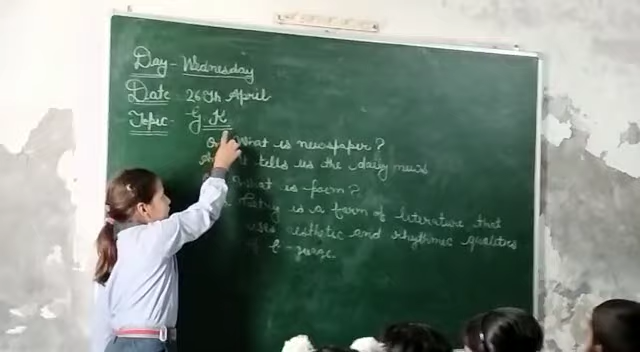 Day - Wednesday
Date 26th April
Topic - G K
What is newspaper ?
It tells us the daily news
What is poem ?
Poetry is a form of literature that
uses aesthetic and rhythmic qualities
of